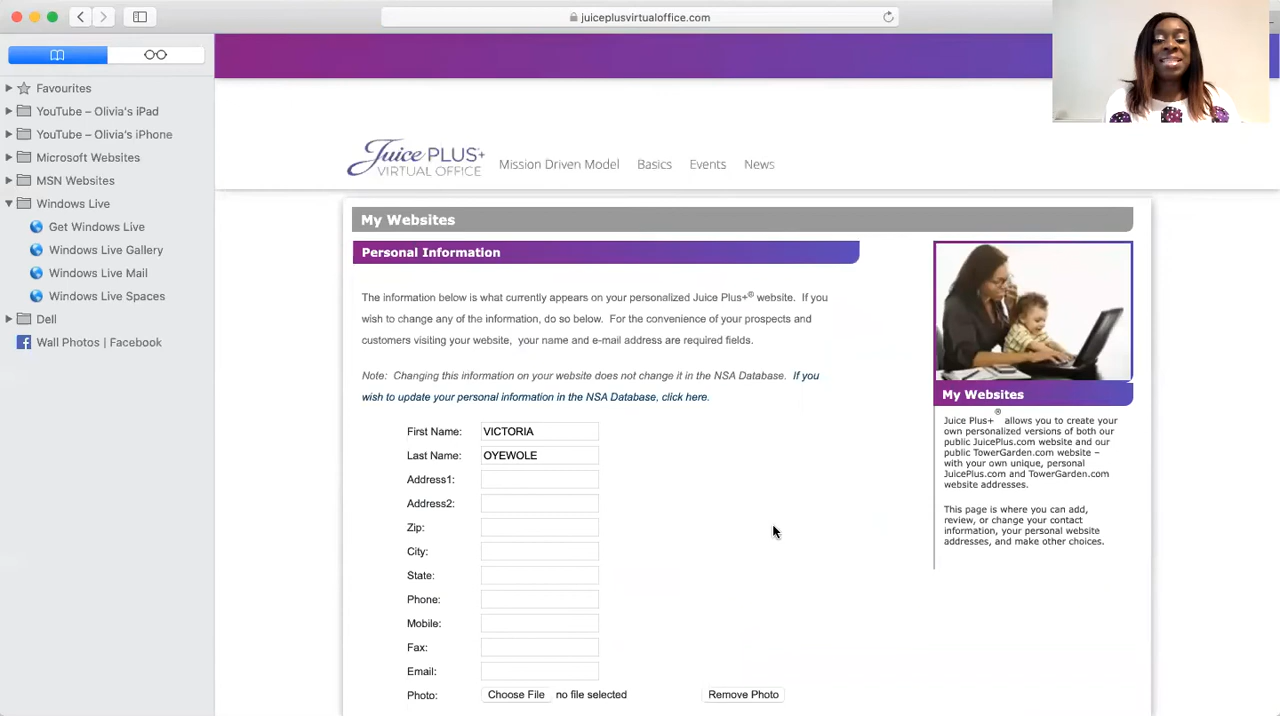 juiceplusvirtualoffice.com
Favourites
YouTube – Olivia's iPad
YouTube – Olivia's iPhone
Microsoft Websites
MSN Websites
Windows Live
Get Windows Live
Windows Live Gallery
Windows Live Mail
Windows Live Spaces
Dell
Wall Photos | Facebook
Juice PLUS+
VIRTUAL OFFICE
Mission Driven Model
Basics
Events
News
My Websites
Personal Information
The information below is what currently appears on your personalized Juice Plus+® website. If you
wish to change any of the information, do so below. For the convenience of your prospects and
customers visiting your website, your name and e-mail address are required fields.
Note: Changing this information on your website does not change it in the NSA Database. If you
wish to update your personal information in the NSA Database, click here.
First Name: VICTORIA
Last Name: OYEWOLE
Address1:
Address2:
Zip:
City:
State:
Phone:
Mobile:
Fax:
Email:
Photo: Choose File no file selected Remove Photo
My Websites
Juice Plus+® allows you to create your
own personalized versions of both our
public JuicePlus.com website and our
public TowerGarden.com website –
with your own unique, personal
JuicePlus.com and TowerGarden.com
website addresses.
This page is where you can add,
review, or change your contact
information, your personal website
addresses, and make other choices.